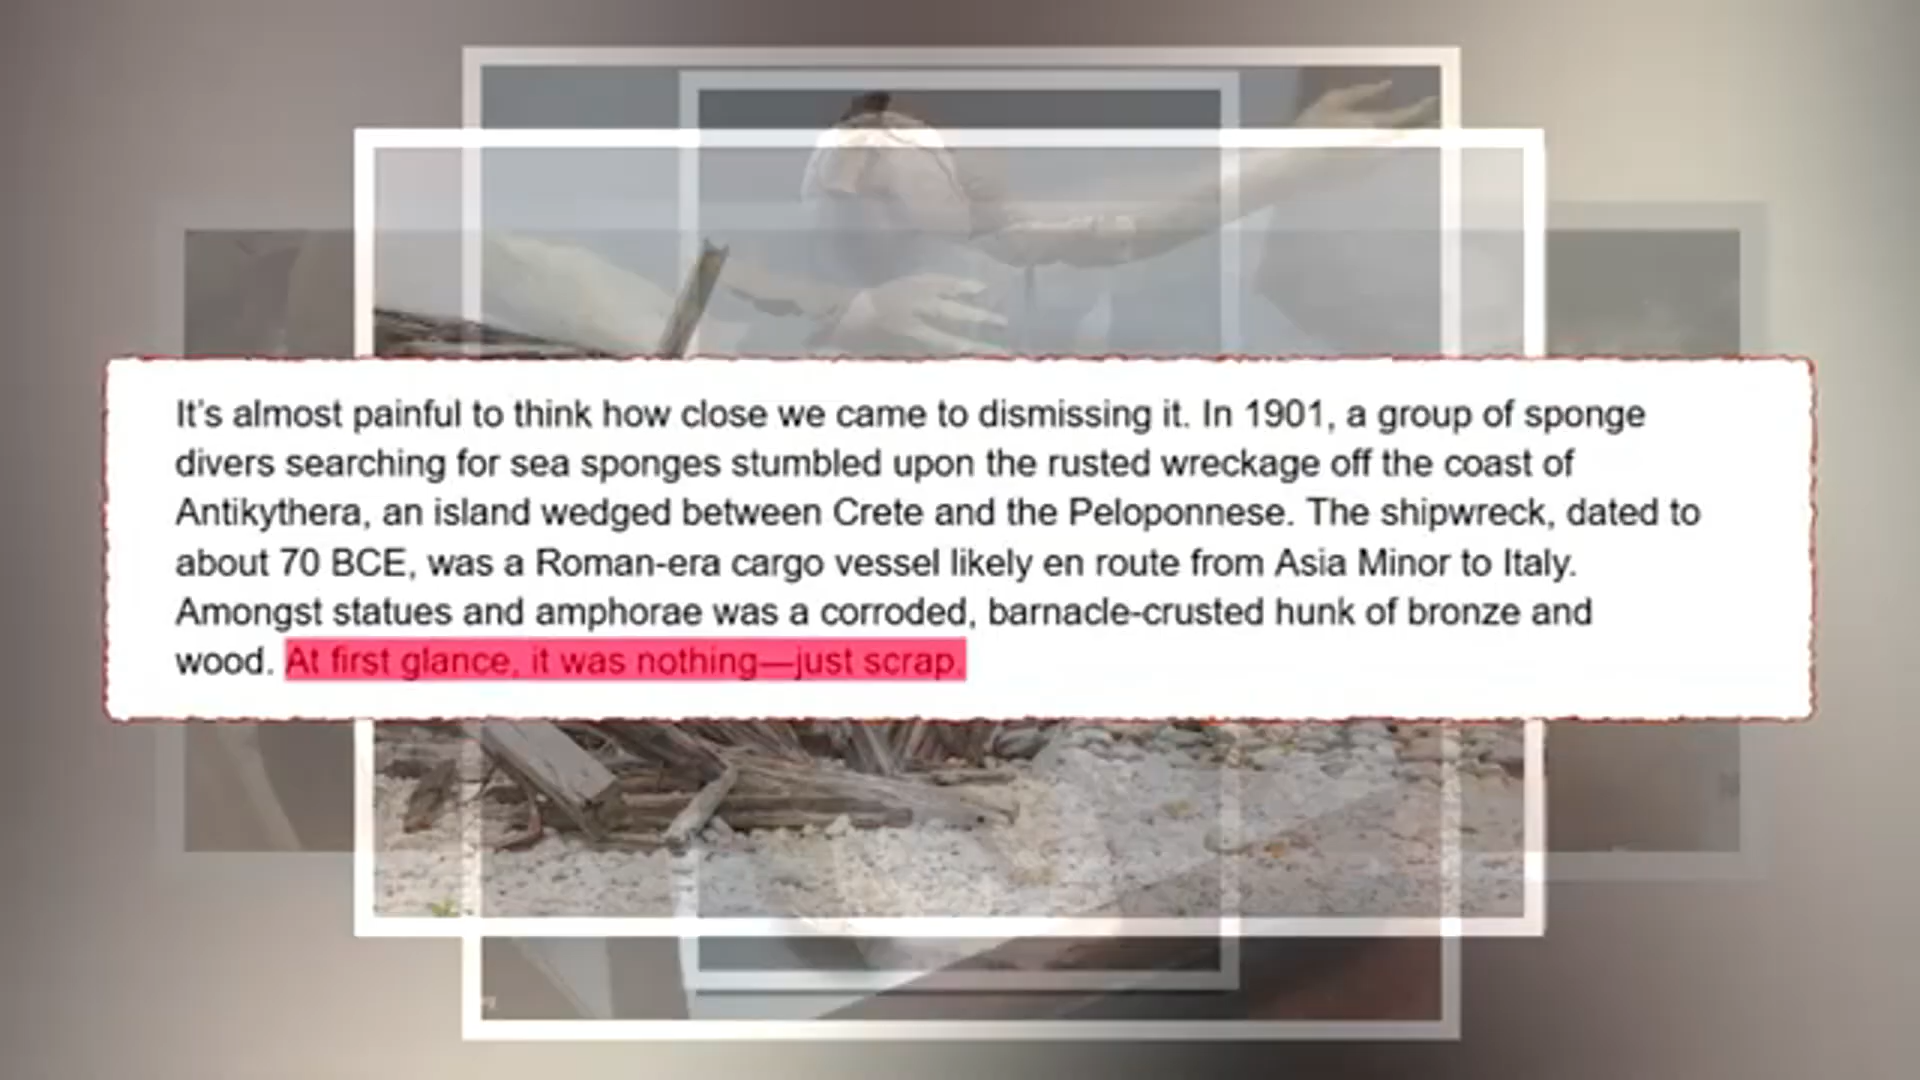 It’s almost painful to think how close we came to dismissing it. In 1901, a group of sponge
divers searching for sea sponges stumbled upon the rusted wreckage off the coast of
Antikythera, an island wedged between Crete and the Peloponnese. The shipwreck, dated to
about 70 BCE, was a Roman-era cargo vessel likely en route from Asia Minor to Italy.
Amongst statues and amphorae was a corroded, barnacle-crusted hunk of bronze and
wood. At first glance, it was nothing—just scrap.